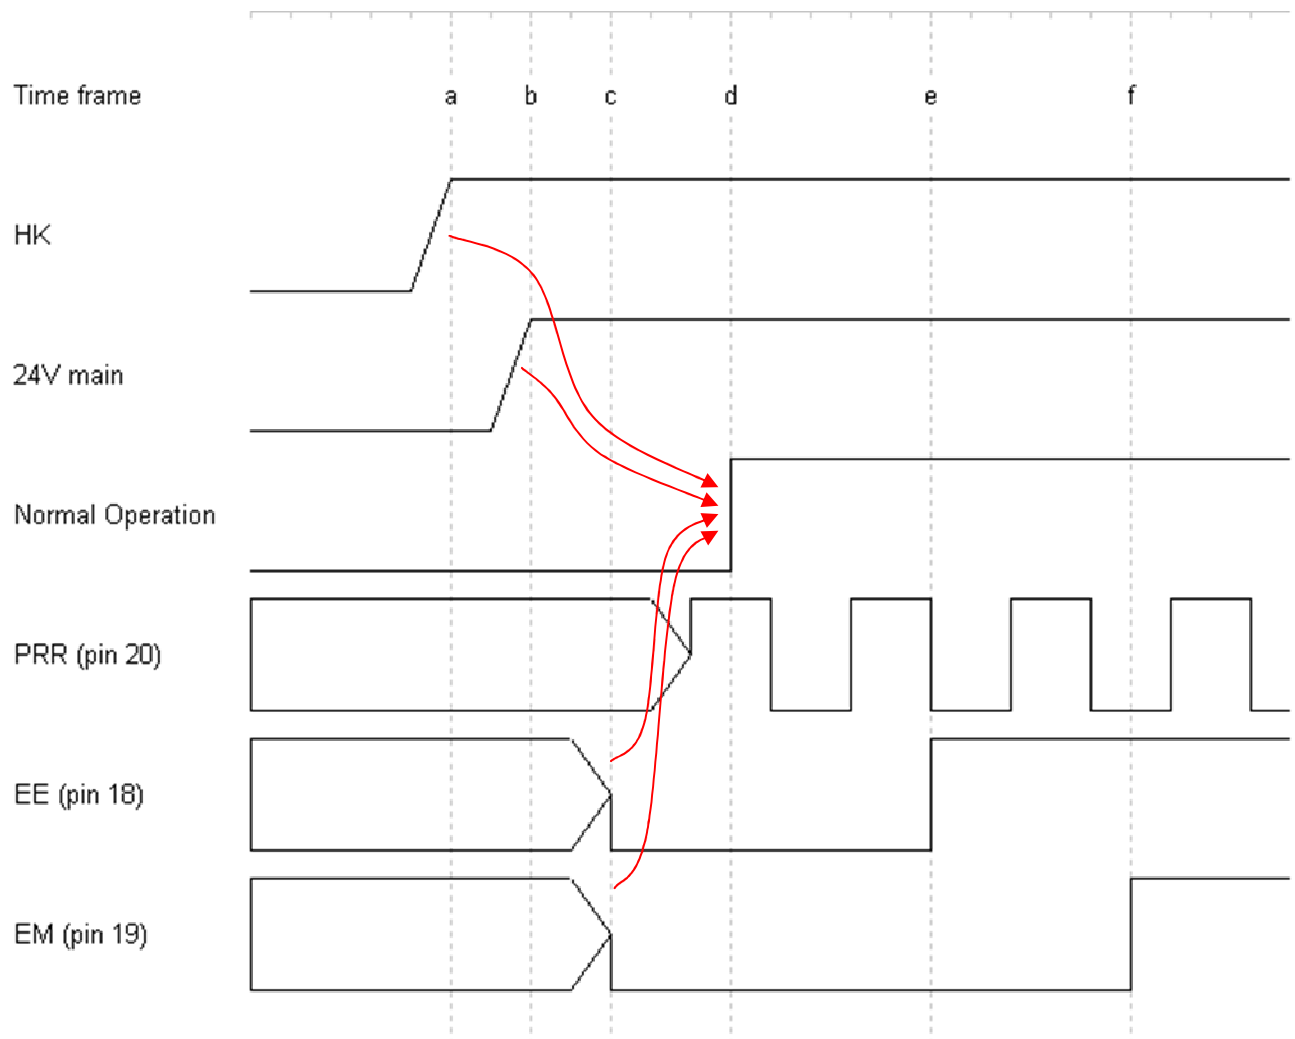 Time frame a b c d e f
HK
24V main
Normal Operation
PRR (pin 20)
EE (pin 18)
EM (pin 19)